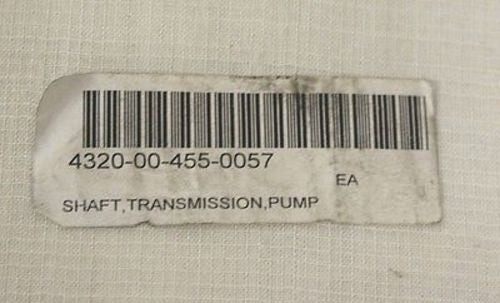 4320-00-455-0057
EA
SHAFT,TRANSMISSION,PUMP